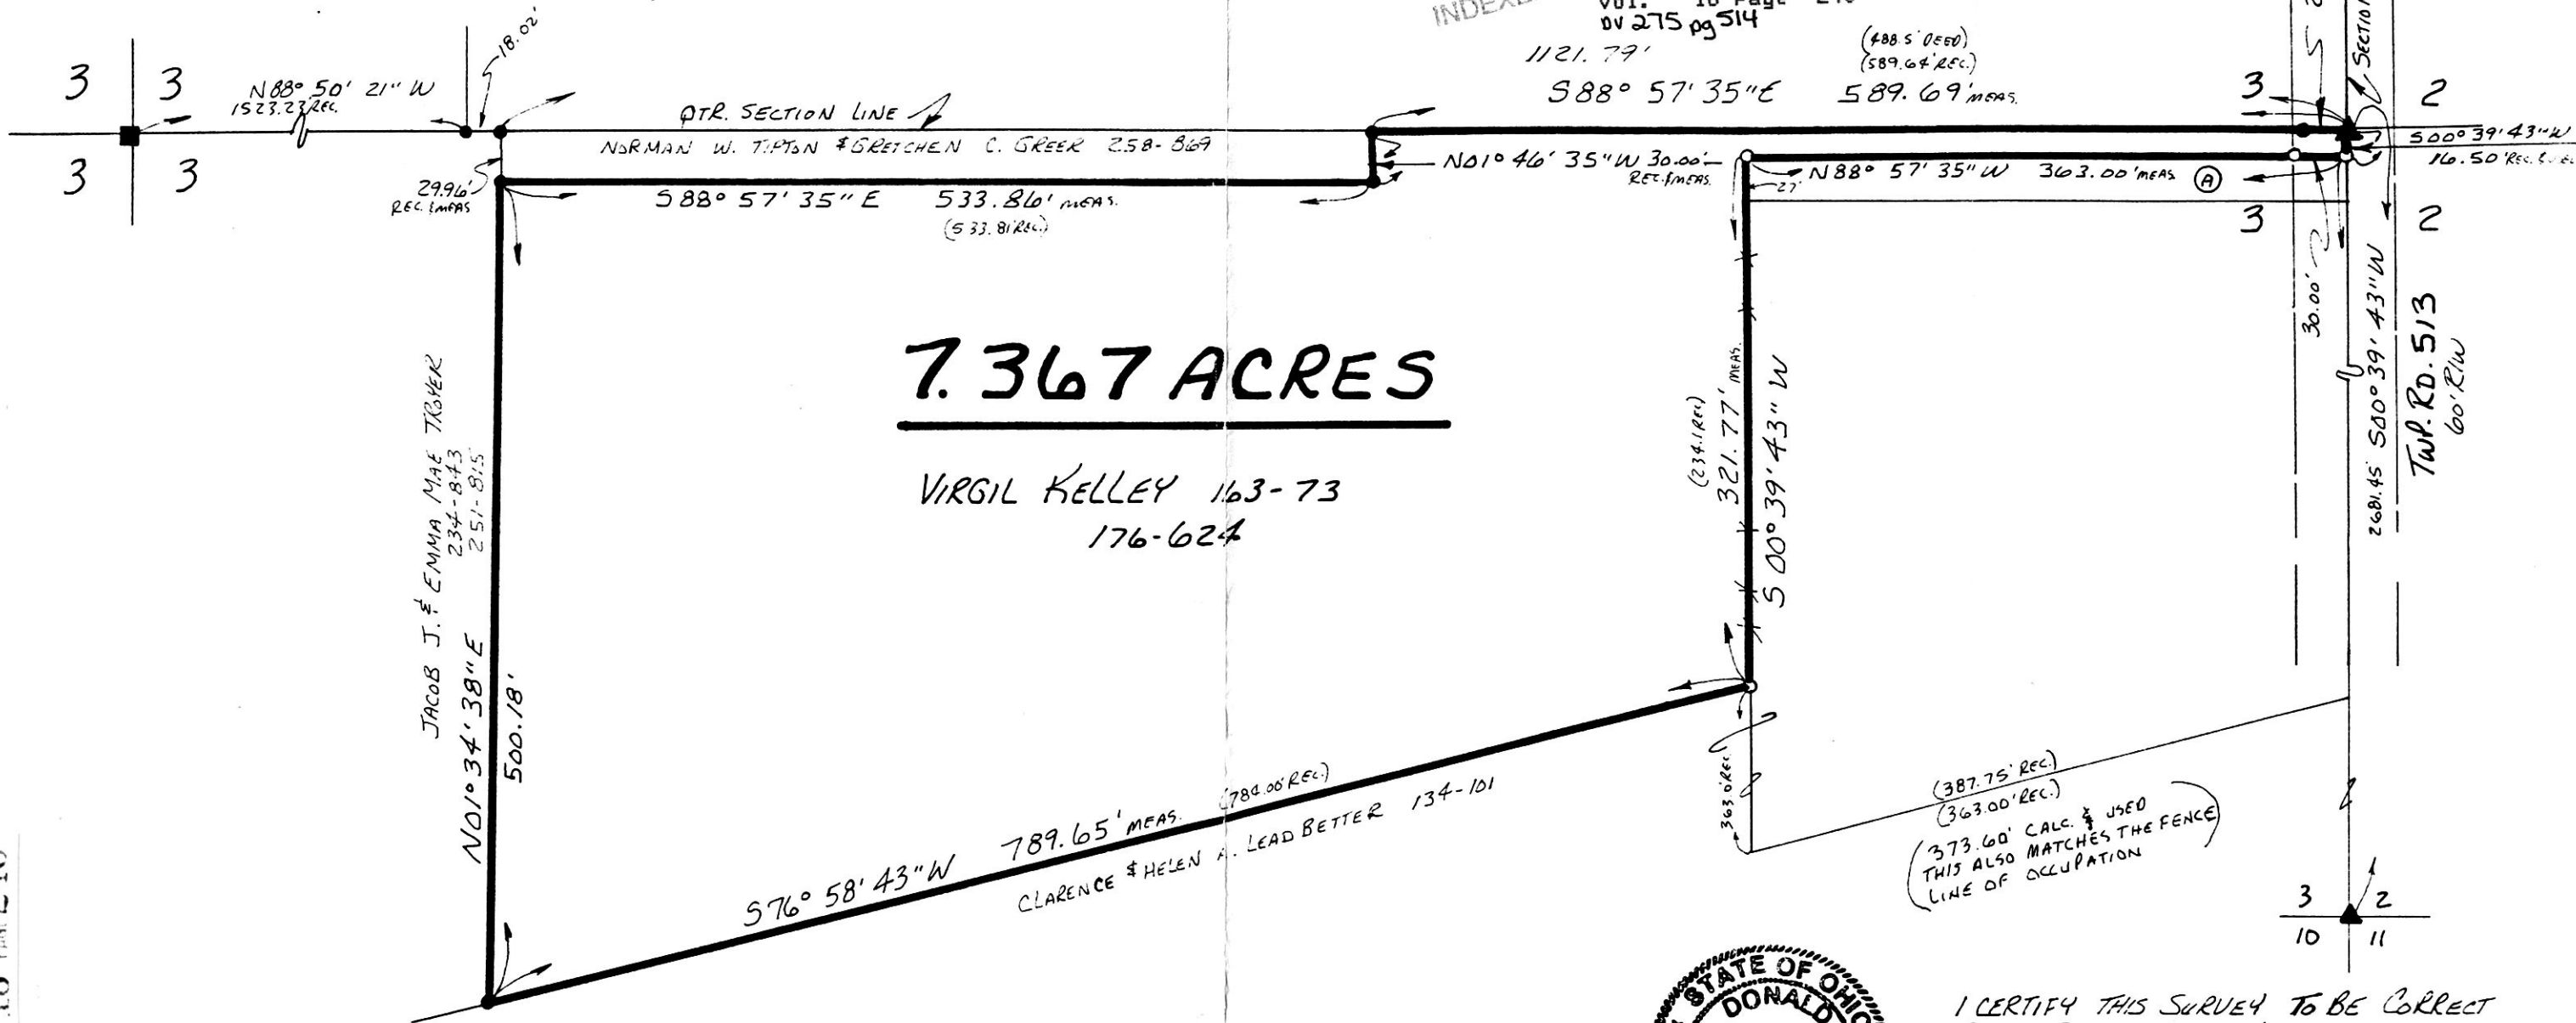 DV 275 pg 514
1121.79'
(488.5' DEED)
(589.64' REC.)
S88° 57' 35"E 589.69' MEAS.
18.02'
3 3
3 3
N88° 50' 21" W
1523.23 REC.
QTR. SECTION LINE
NORMAN W. TIPTON & GRETCHEN C. GREER 258-869
29.96'
REC. & MEAS
S88° 57' 35" E 533.86' MEAS.
(533.81' REC.)
N01° 46' 35" W 30.00'
REC. & MEAS.
N88° 57' 35" W 363.00' MEAS A
27'
3 2
3 2
SECTION
S00° 39' 43" W
16.50' REC.
30.00'
2681.45 S00° 39' 43" W
TWP. RD. 513
60' R/W
7.367 ACRES
VIRGIL KELLEY 163-73
176-624
JACOB J. & EMMA MAE TROYER
234-843
251-815
N01° 34' 38" E
500.18'
(234.1 REC)
321.77' MEAS.
S 00° 39' 43" W
363.0' REC.
S76° 58' 43" W 789.65' MEAS. (784.00 REC.)
CLARENCE & HELEN A. LEADBETTER 134-101
(387.75' REC.)
(363.00' REC.)
(373.60' CALC. & USED
THIS ALSO MATCHES THE FENCE
LINE OF OCCUPATION)
3 2
10 11
STATE OF OHIO
DONALD
I CERTIFY THIS SURVEY TO BE CORRECT